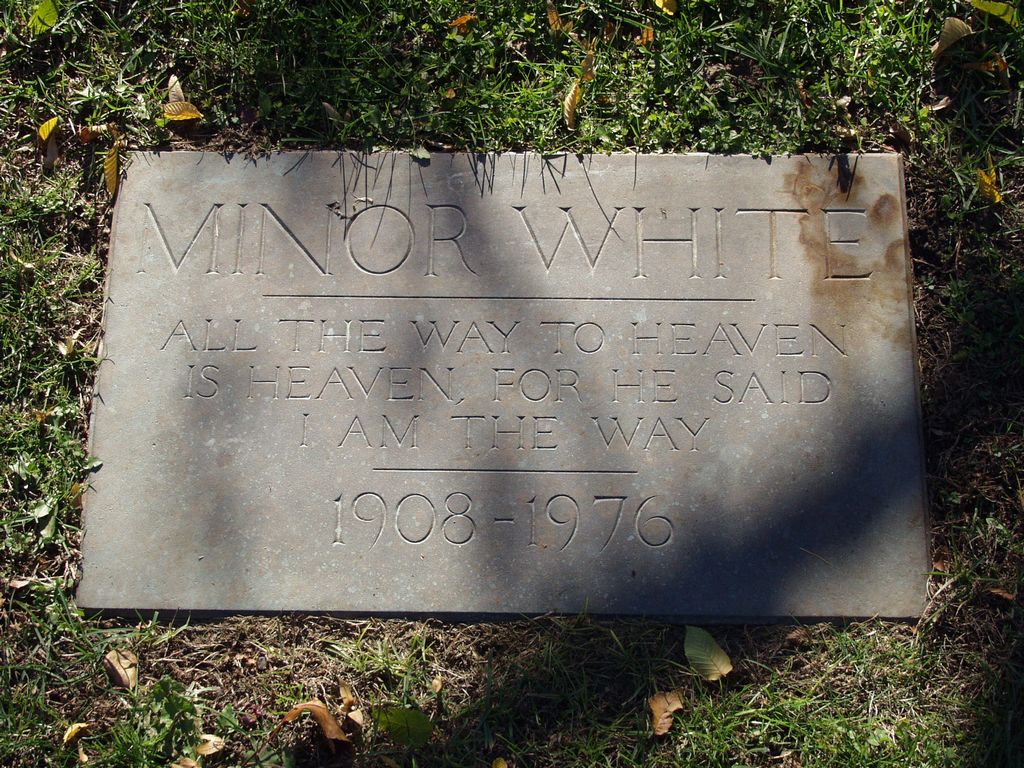 MINOR WHITE
ALL THE WAY TO HEAVEN
IS HEAVEN, FOR HE SAID
I AM THE WAY
1908-1976